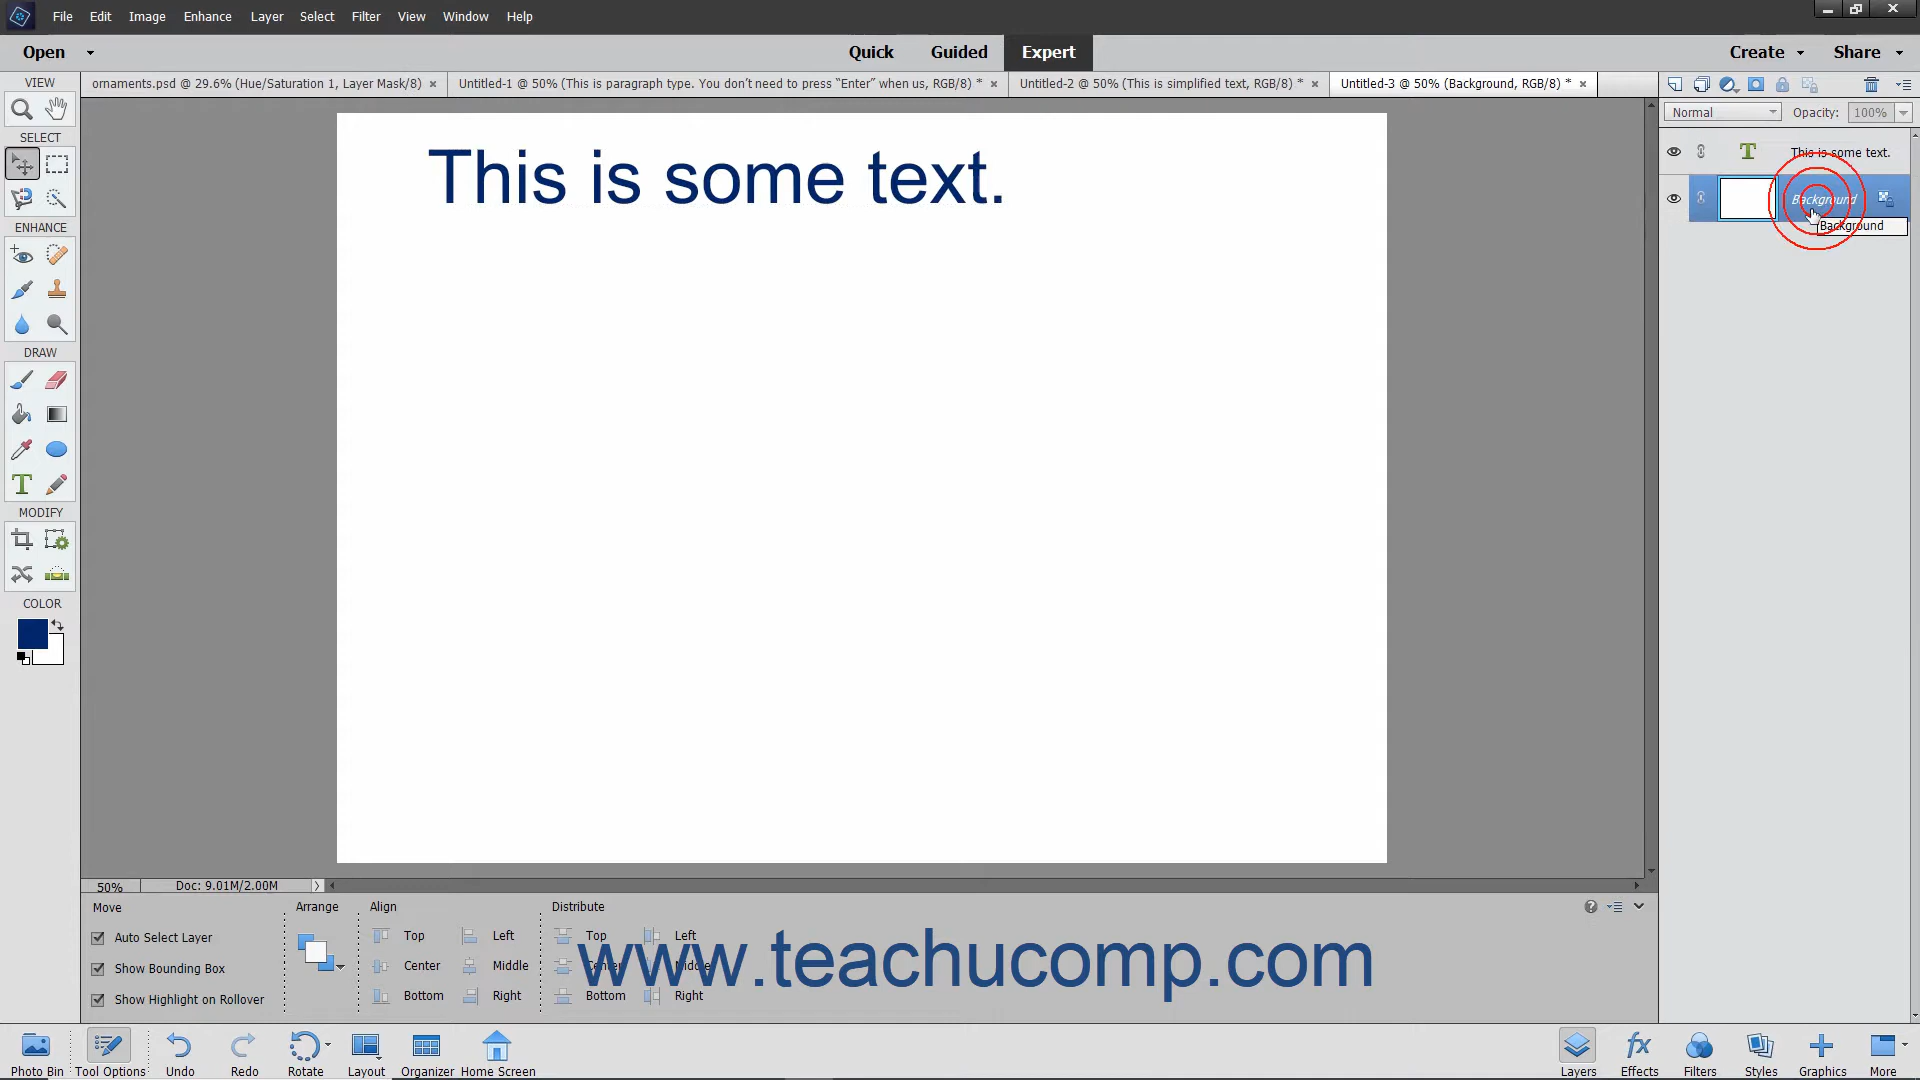 File Edit Image Enhance Layer Select Filter View Window Help
Open Quick Guided Expert Create Share
VIEW
ornaments.psd @ 29.6% (Hue/Saturation 1, Layer Mask/8) × Untitled-1 @ 50% (This is paragraph type. You don't need to press “Enter” when us, RGB/8) * × Untitled-2 @ 50% (This is simplified text, RGB/8) * × Untitled-3 @ 50% (Background, RGB/8) * ×
Normal Opacity: 100%
SELECT
This is some text.
This is some text.
Background
Background
ENHANCE
DRAW
MODIFY
COLOR
50% Doc: 9.01M/2.00M
Move Arrange Align Distribute
Auto Select Layer Top Left Top Left
Show Bounding Box Center Middle Center Middle
Show Highlight on Rollover Bottom Right Bottom Right
www.teachucomp.com
Photo Bin Tool Options Undo Redo Rotate Layout Organizer Home Screen Layers Effects Filters Styles Graphics More